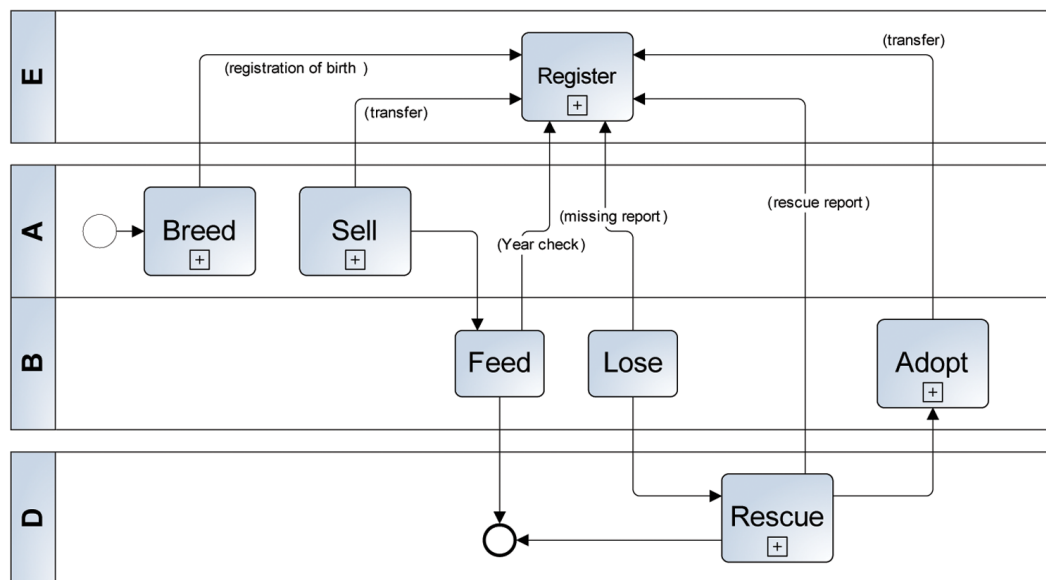 E
(registration of birth )
(transfer)
Register
(transfer)
A
Breed
Sell
(Year check)
(missing report)
(rescue report)
B
Feed
Lose
Adopt
D
Rescue